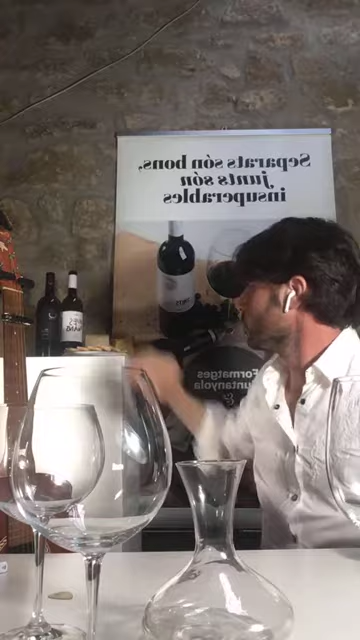 Separats són bons,
junts són
insuperables
Formatges
Muntanyola